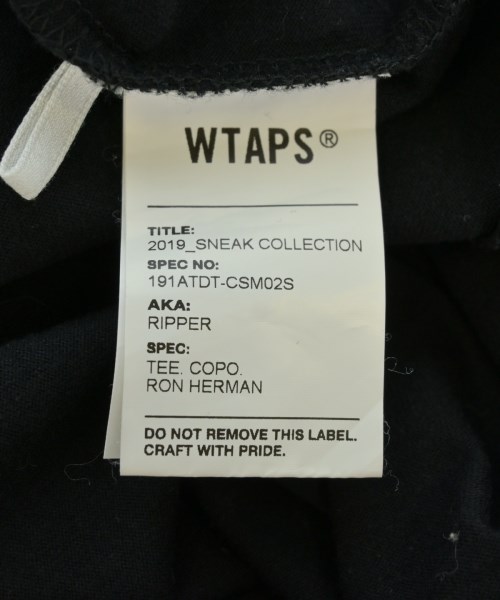 WTAPS®
TITLE:
2019_SNEAK COLLECTION
SPEC NO:
191ATDT-CSM02S
AKA:
RIPPER
SPEC:
TEE. COPO.
RON HERMAN
DO NOT REMOVE THIS LABEL.
CRAFT WITH PRIDE.